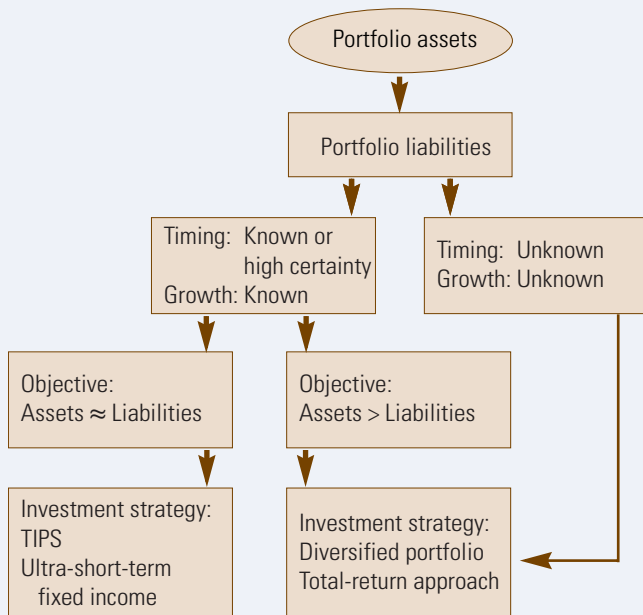 Portfolio assets
Portfolio liabilities
Timing: Known or
high certainty
Growth: Known
Timing: Unknown
Growth: Unknown
Objective:
Assets ≈ Liabilities
Objective:
Assets > Liabilities
Investment strategy:
TIPS
Ultra-short-term
fixed income
Investment strategy:
Diversified portfolio
Total-return approach